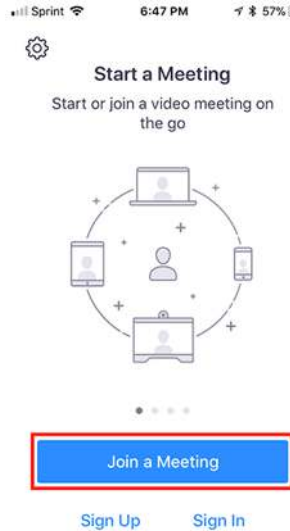 Sprint 6:47 PM 57%
Start a Meeting
Start or join a video meeting on
the go
Join a Meeting
Sign Up Sign In